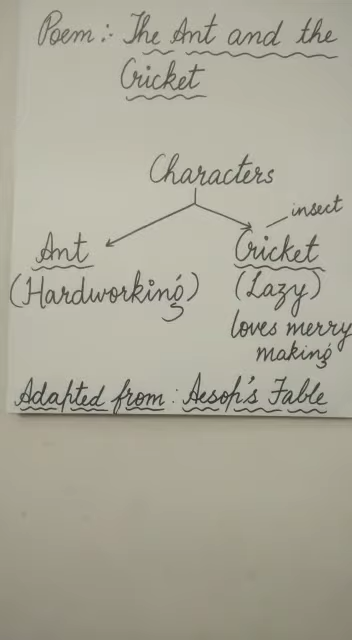 Poem :- The Ant and the
Cricket
Characters
insect
Ant
Cricket
(Hardworking)
(Lazy)
loves merry
making
Adapted from : Aesop's Fable